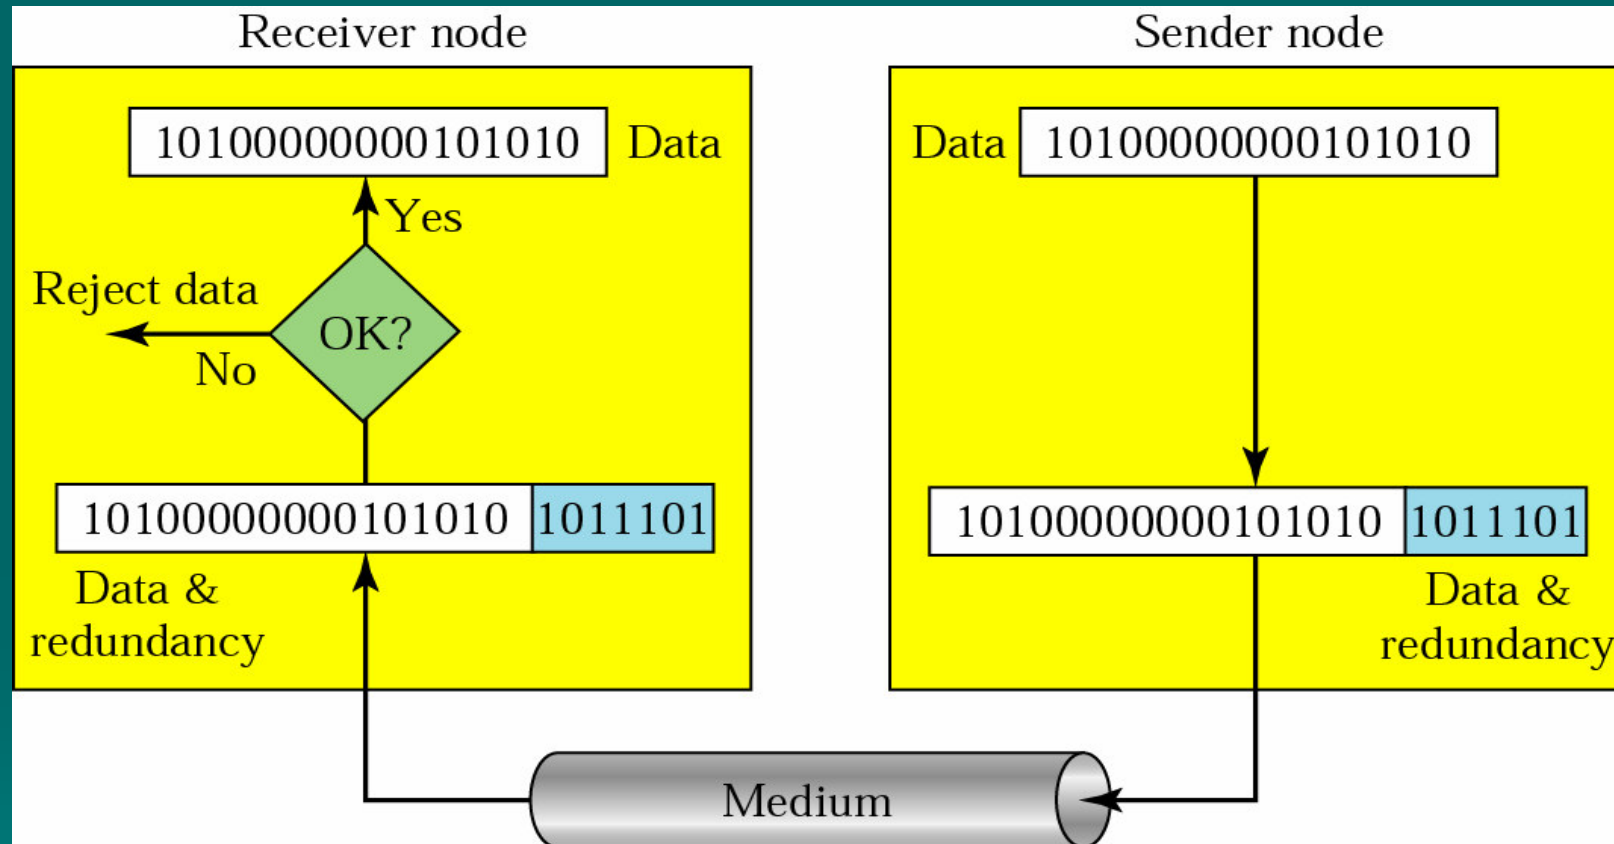 Receiver node
10100000000101010 Data
Yes
Reject data
OK?
No
10100000000101010 1011101
Data &
redundancy
Sender node
Data 10100000000101010
10100000000101010 1011101
Data &
redundancy
Medium